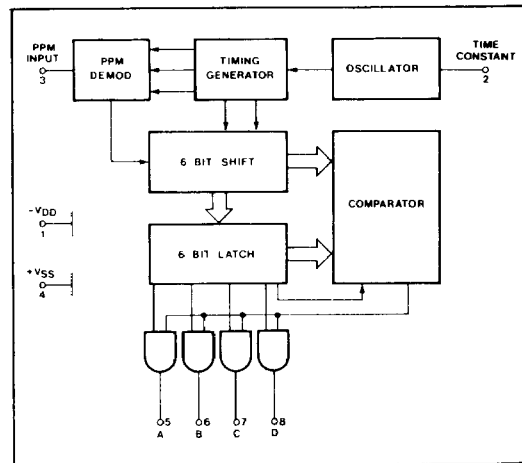 PPM
INPUT
3
PPM
DEMOD
TIMING
GENERATOR
OSCILLATOR
TIME
CONSTANT
2
6 BIT SHIFT
COMPARATOR
-VDD
1
6 BIT LATCH
+VSS
4
5
A
6
B
7
C
8
D